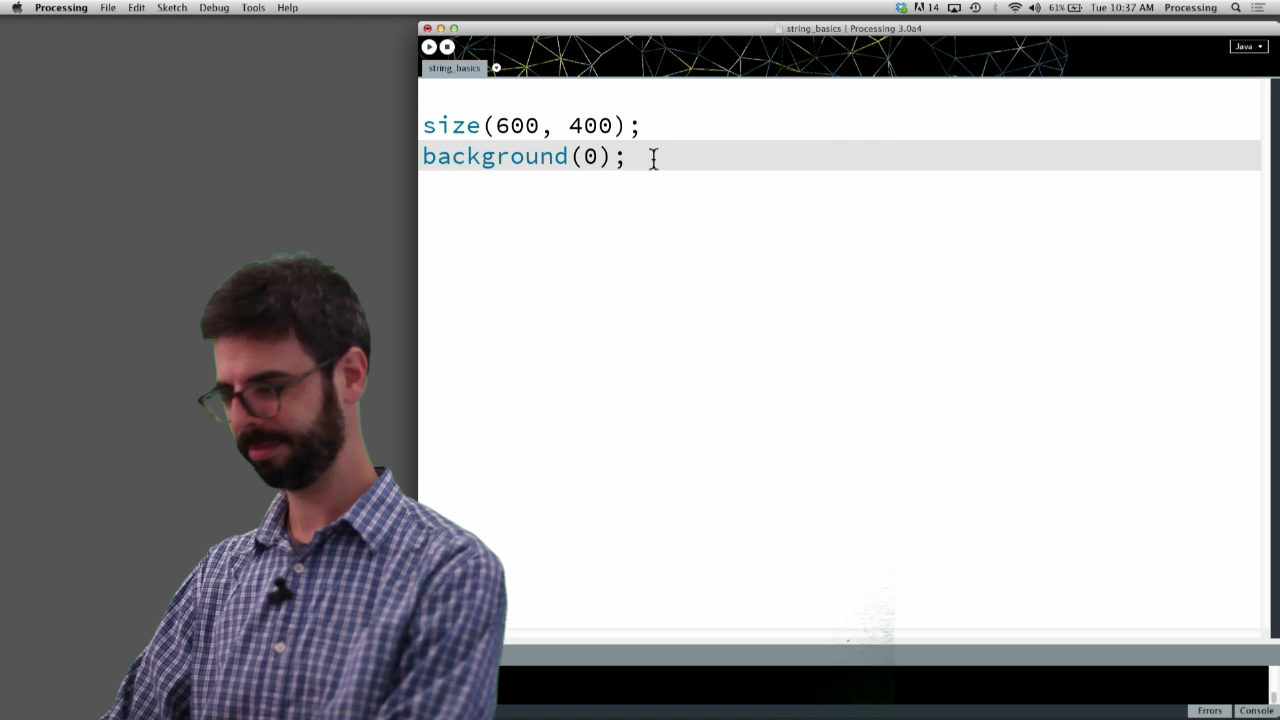 Processing File Edit Sketch Debug Tools Help 14 61% Tue 10:37 AM Processing
string_basics | Processing 3.0a4
Java
string_basics
size(600, 400);
background(0);
Errors Console